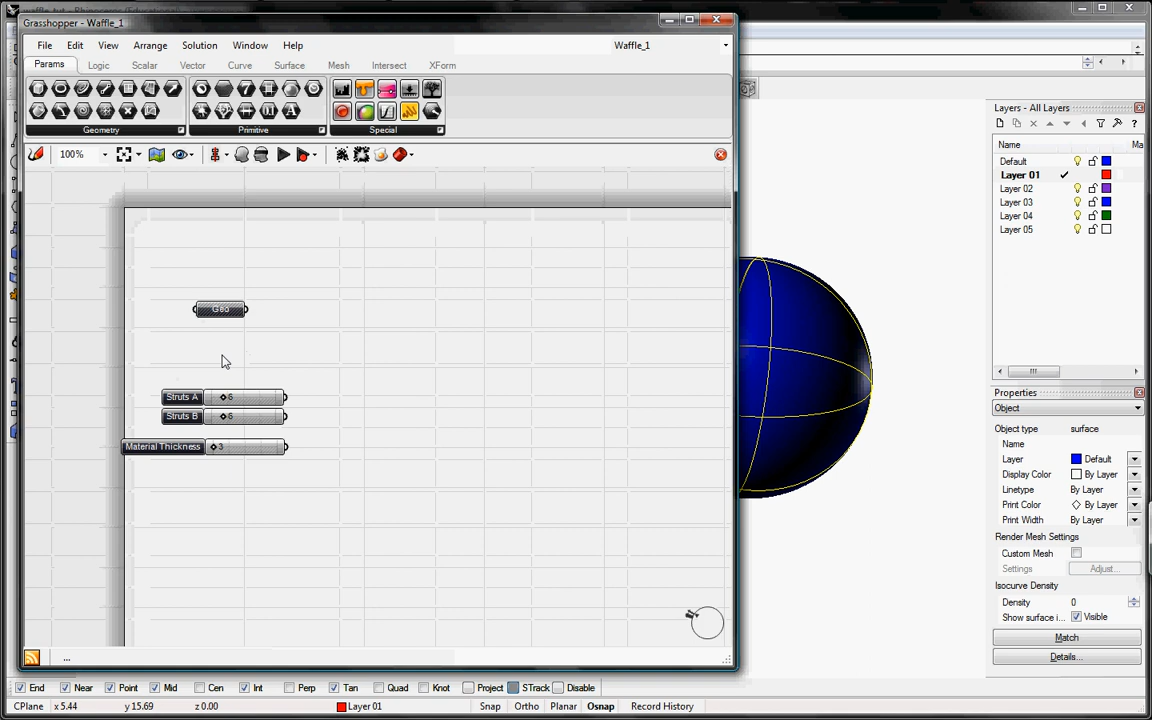 Grasshopper - Waffle_1
File Edit View Arrange Solution Window Help
Waffle_1
Params Logic Scalar Vector Curve Surface Mesh Intersect XForm
Geometry Primitive Special
100%
Geo
Struts A 6
Struts B 6
Material Thickness 3
...
Layers - All Layers
Name Ma
Default
Layer 01
Layer 02
Layer 03
Layer 04
Layer 05
Properties
Object
Object type surface
Name
Layer Default
Display Color By Layer
Linetype By Layer
Print Color By Layer
Print Width By Layer
Render Mesh Settings
Custom Mesh
Settings Adjust...
Isocurve Density
Density 0
Show surface i... Visible
Match
Details...
End Near Point Mid Cen Int Perp Tan Quad Knot Project STrack Disable
CPlane x 5.44 y 15.69 z 0.00 Layer 01 Snap Ortho Planar Osnap Record History